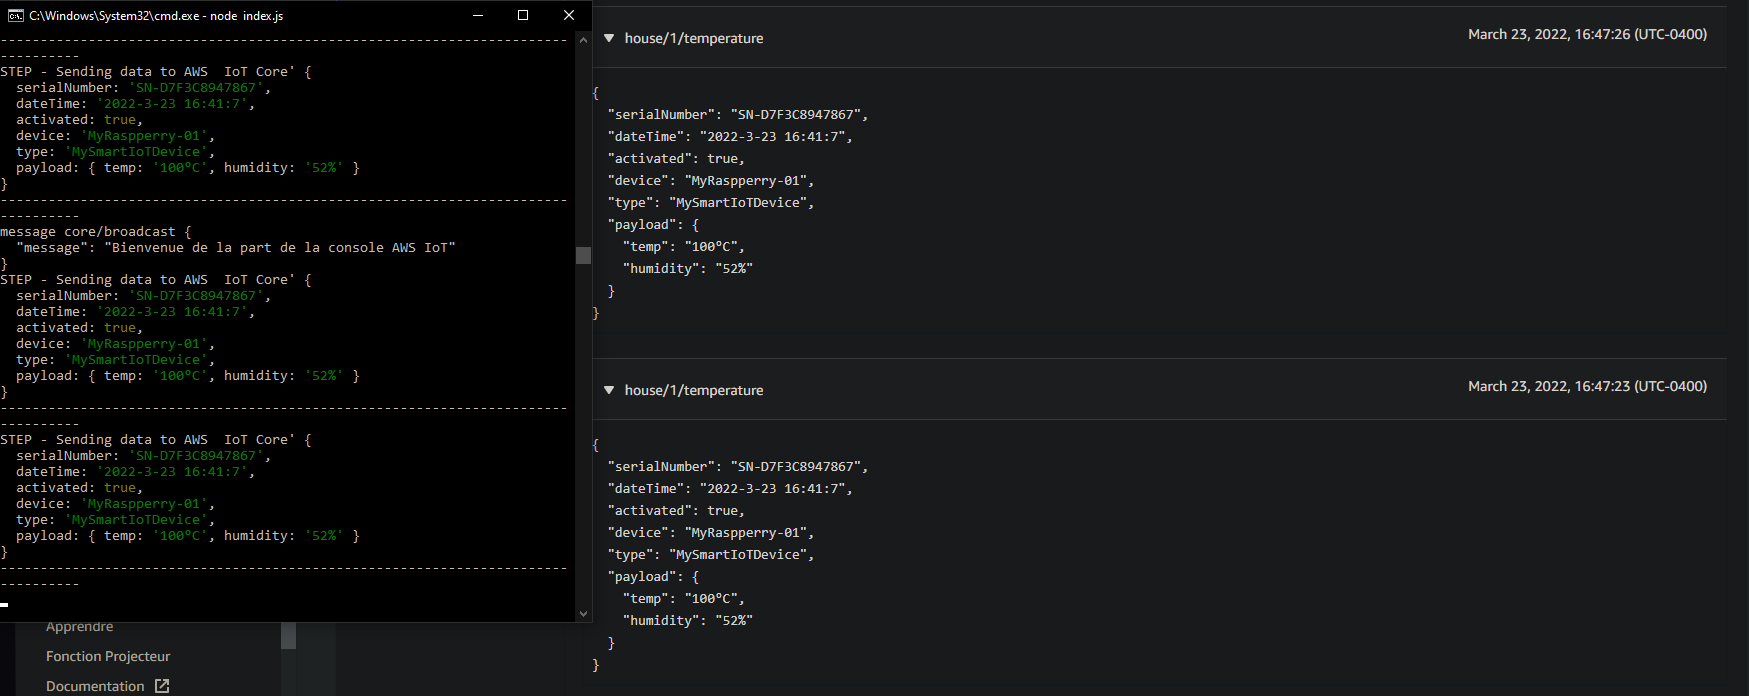 C:\Windows\System32\cmd.exe - node  index.js
-----------------------------------------------------------------------
----------
STEP - Sending data to AWS  IoT Core' {
  serialNumber: 'SN-D7F3C8947867',
  dateTime: '2022-3-23 16:41:7',
  activated: true,
  device: 'MyRaspperry-01',
  type: 'MySmartIoTDevice',
  payload: { temp: '100ºC', humidity: '52%' }
}
-----------------------------------------------------------------------
----------
message core/broadcast {
  "message": "Bienvenue de la part de la console AWS IoT"
}
STEP - Sending data to AWS  IoT Core' {
  serialNumber: 'SN-D7F3C8947867',
  dateTime: '2022-3-23 16:41:7',
  activated: true,
  device: 'MyRaspperry-01',
  type: 'MySmartIoTDevice',
  payload: { temp: '100ºC', humidity: '52%' }
}
-----------------------------------------------------------------------
----------
STEP - Sending data to AWS  IoT Core' {
  serialNumber: 'SN-D7F3C8947867',
  dateTime: '2022-3-23 16:41:7',
  activated: true,
  device: 'MyRaspperry-01',
  type: 'MySmartIoTDevice',
  payload: { temp: '100ºC', humidity: '52%' }
}
-----------------------------------------------------------------------
----------
Apprendre
Fonction Projecteur
Documentation
house/1/temperature
March 23, 2022, 16:47:26 (UTC-0400)
{
  "serialNumber": "SN-D7F3C8947867",
  "dateTime": "2022-3-23 16:41:7",
  "activated": true,
  "device": "MyRaspperry-01",
  "type": "MySmartIoTDevice",
  "payload": {
    "temp": "100ºC",
    "humidity": "52%"
  }
}
house/1/temperature
March 23, 2022, 16:47:23 (UTC-0400)
{
  "serialNumber": "SN-D7F3C8947867",
  "dateTime": "2022-3-23 16:41:7",
  "activated": true,
  "device": "MyRaspperry-01",
  "type": "MySmartIoTDevice",
  "payload": {
    "temp": "100ºC",
    "humidity": "52%"
  }
}